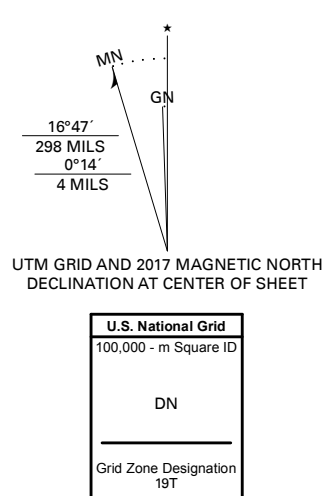 ★
MN
GN
16°47´
298 MILS
0°14´
4 MILS
UTM GRID AND 2017 MAGNETIC NORTH
DECLINATION AT CENTER OF SHEET
U.S. National Grid
100,000 - m Square ID
DN
Grid Zone Designation
19T